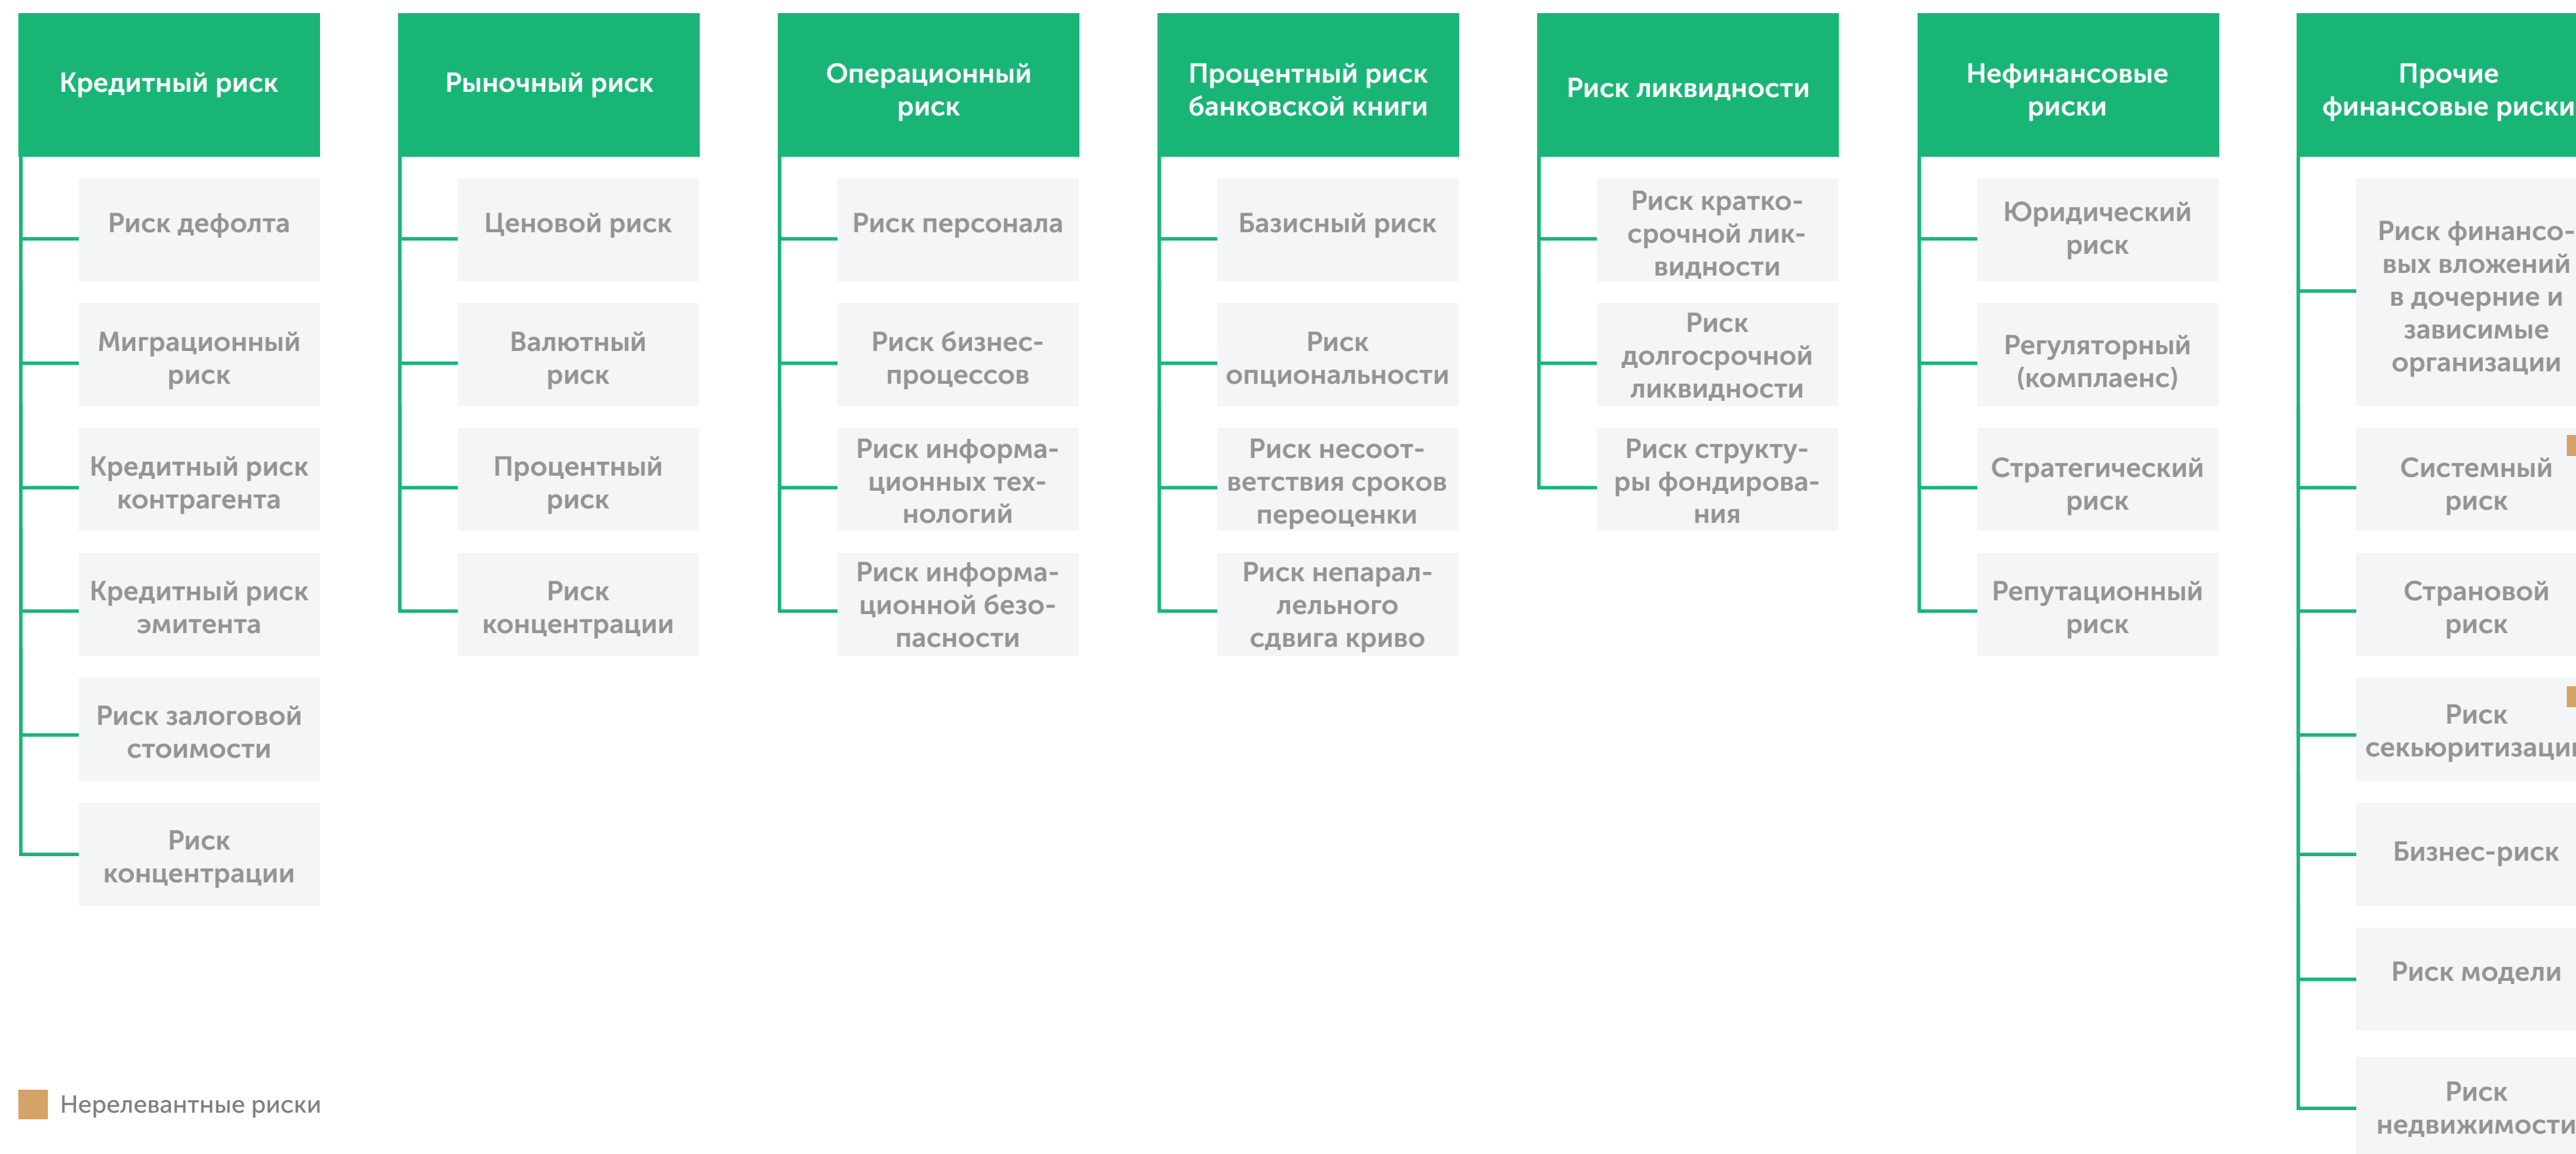 Кредитный риск
Риск дефолта
Миграционный
риск
Кредитный риск
контрагента
Кредитный риск
эмитента
Риск залоговой
стоимости
Риск
концентрации
Рыночный риск
Ценовой риск
Валютный
риск
Процентный
риск
Риск
концентрации
Операционный
риск
Риск персонала
Риск бизнес-
процессов
Риск информа-
ционных тех-
нологий
Риск информа-
ционной безо-
пасности
Процентный риск
банковской книги
Базисный риск
Риск
опциональности
Риск несоот-
ветствия сроков
переоценки
Риск непарал-
лельного
сдвига криво
Риск ликвидности
Риск кратко-
срочной лик-
видности
Риск
долгосрочной
ликвидности
Риск структу-
ры фондирова-
ния
Нефинансовые
риски
Юридический
риск
Регуляторный
(комплаенс)
Стратегический
риск
Репутационный
риск
Прочие
финансовые риски
Риск финансо-
вых вложений
в дочерние и
зависимые
организации
Системный
риск
Страновой
риск
Риск
Бизнес-риск
Риск модели
Риск
недвижимости
Нерелевантные риски